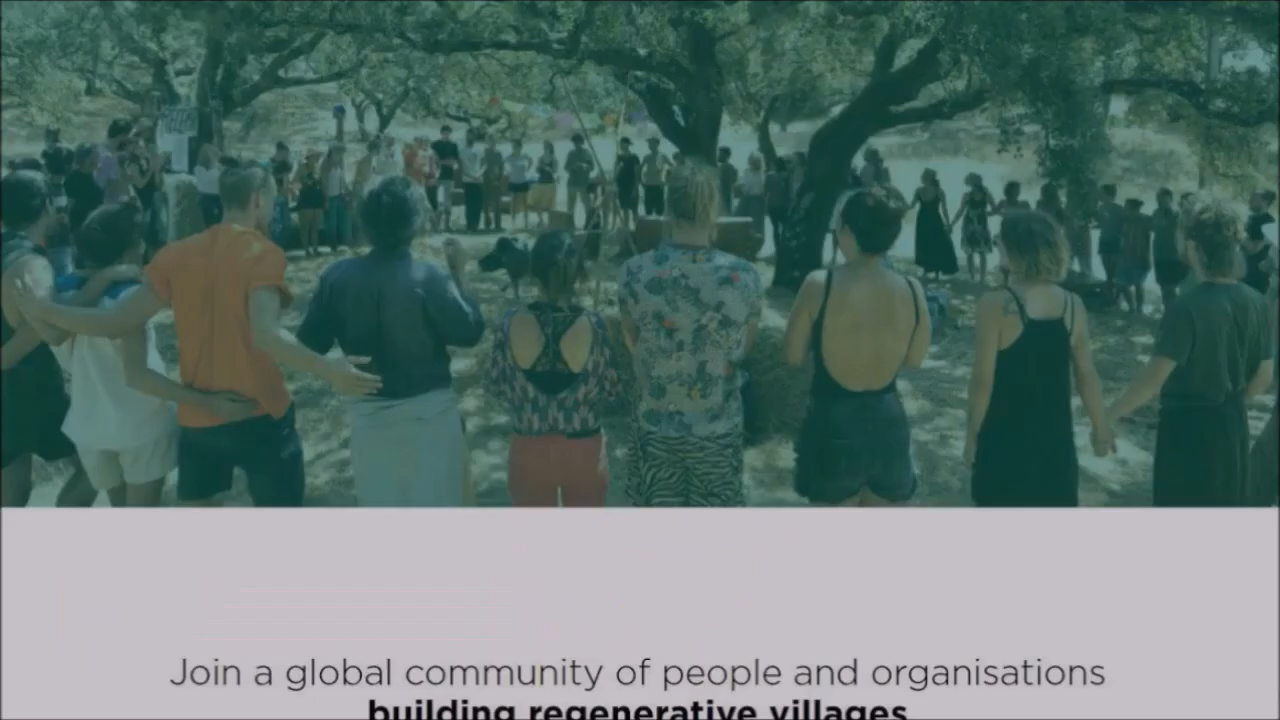 Join a global community of people and organisations
building regenerative villages